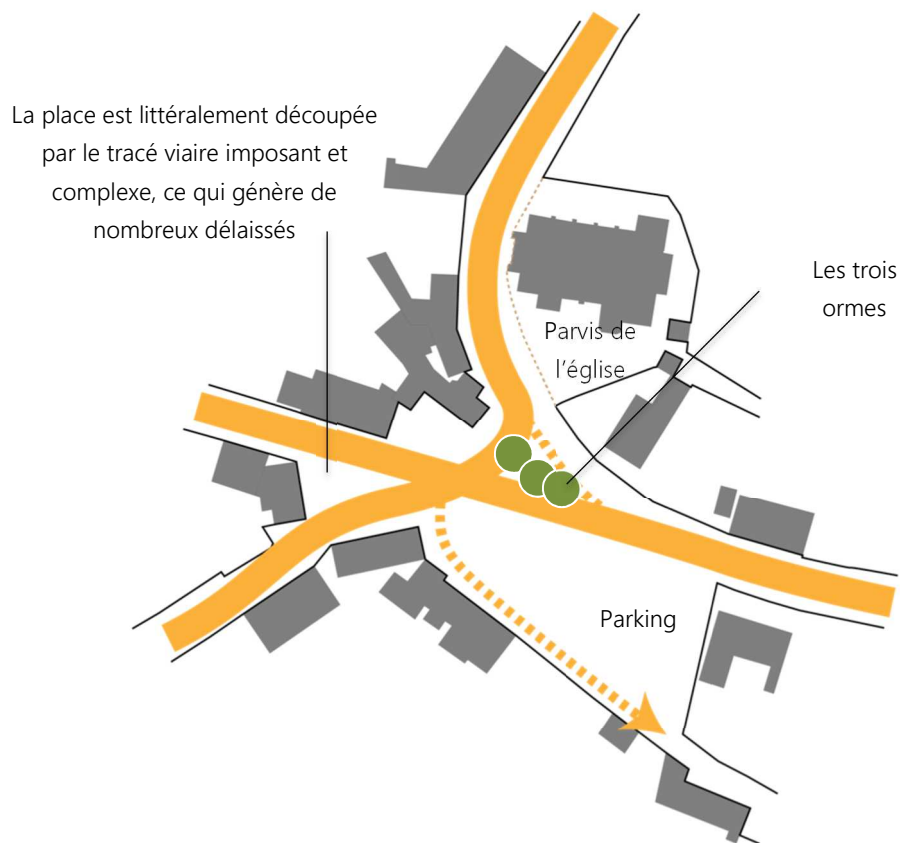 La place est littéralement découpée
par le tracé viaire imposant et
complexe, ce qui génère de
nombreux délaissés
Les trois
ormes
Parvis de
l'église
Parking